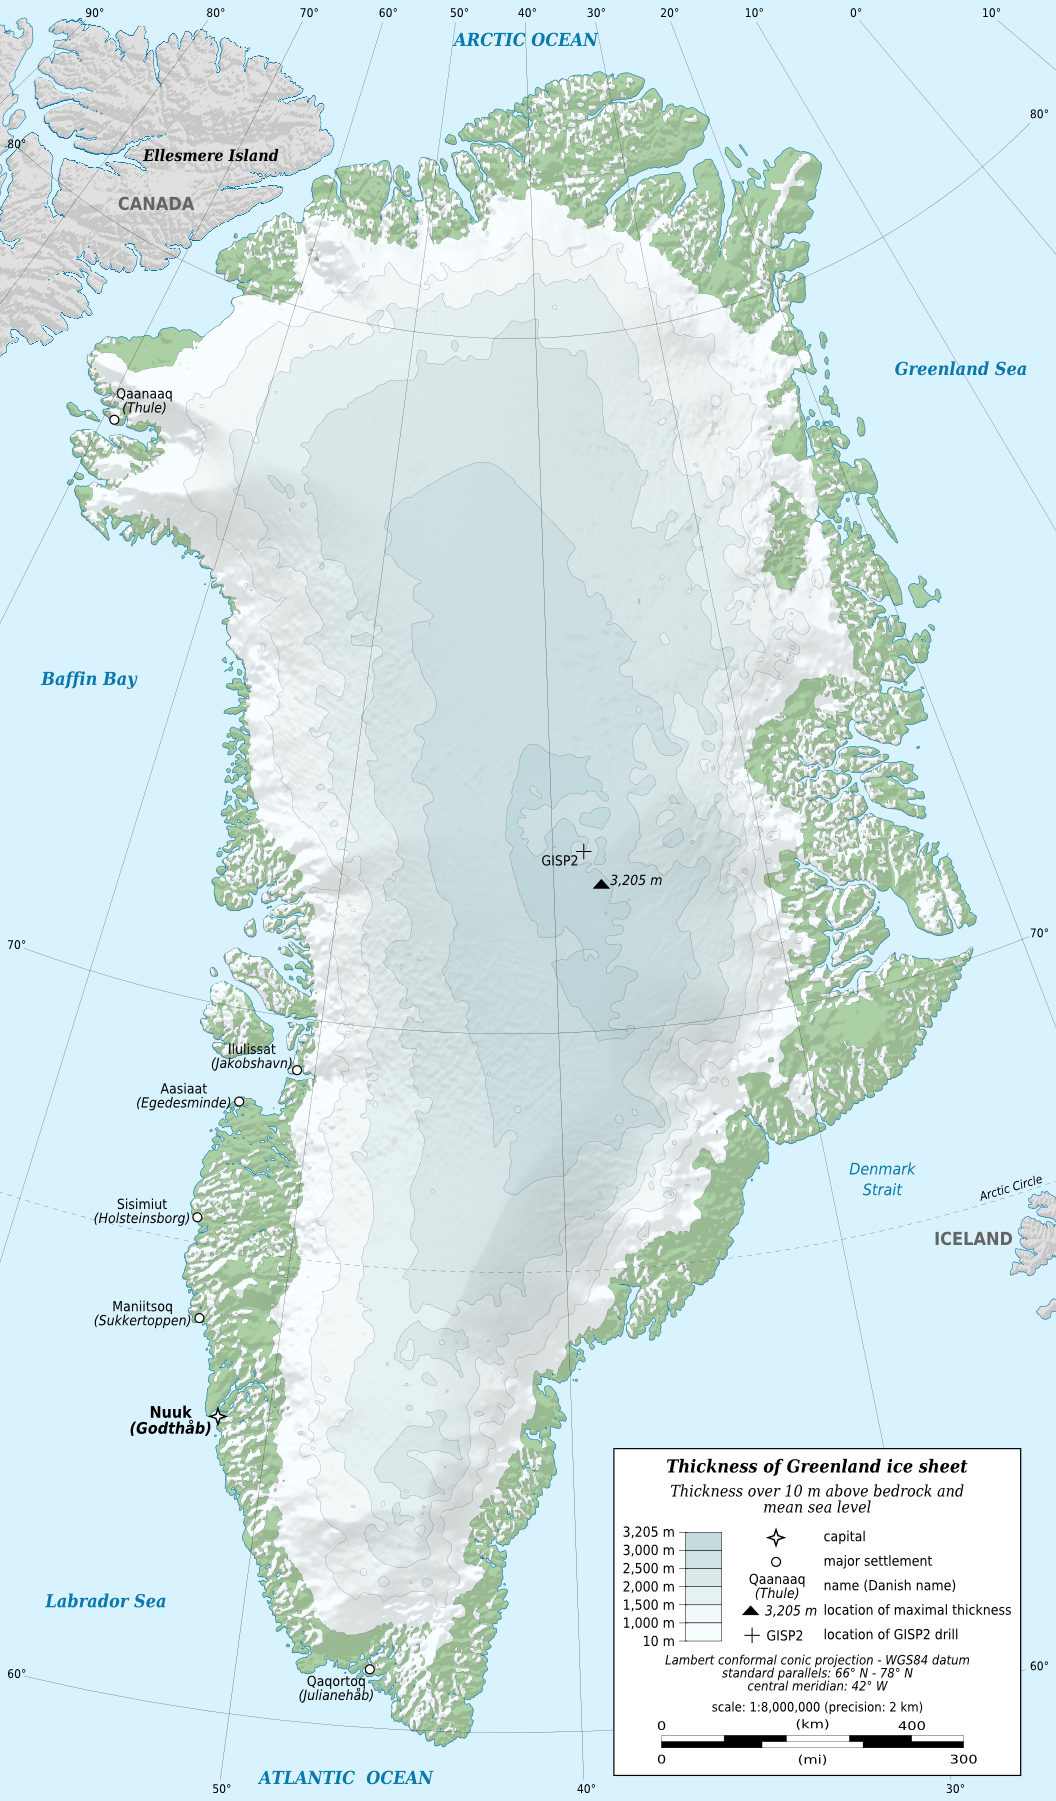 90°
80°
70°
60°
50°
40°
30°
20°
10°
0°
10°
ARCTIC OCEAN
80°
80°
Ellesmere Island
CANADA
Greenland Sea
Qaanaaq
(Thule)
Baffin Bay
GISP2
3,205 m
70°
70°
Ilulissat
(Jakobshavn)
Aasiaat
(Egedesminde)
Denmark
Strait
Arctic Circle
Sisimiut
(Holsteinsborg)
ICELAND
Maniitsoq
(Sukkertoppen)
Nuuk
(Godthåb)
Labrador Sea
60°
60°
Qaqortoq
(Julianehåb)
ATLANTIC OCEAN
50°
40°
30°
Thickness of Greenland ice sheet
Thickness over 10 m above bedrock and
mean sea level
3,205 m
3,000 m
2,500 m
2,000 m
1,500 m
1,000 m
10 m
capital
major settlement
Qaanaaq
(Thule)
name (Danish name)
3,205 m location of maximal thickness
GISP2 location of GISP2 drill
Lambert conformal conic projection - WGS84 datum
standard parallels: 66° N - 78° N
central meridian: 42° W
scale: 1:8,000,000 (precision: 2 km)
0 (km) 400
0 (mi) 300